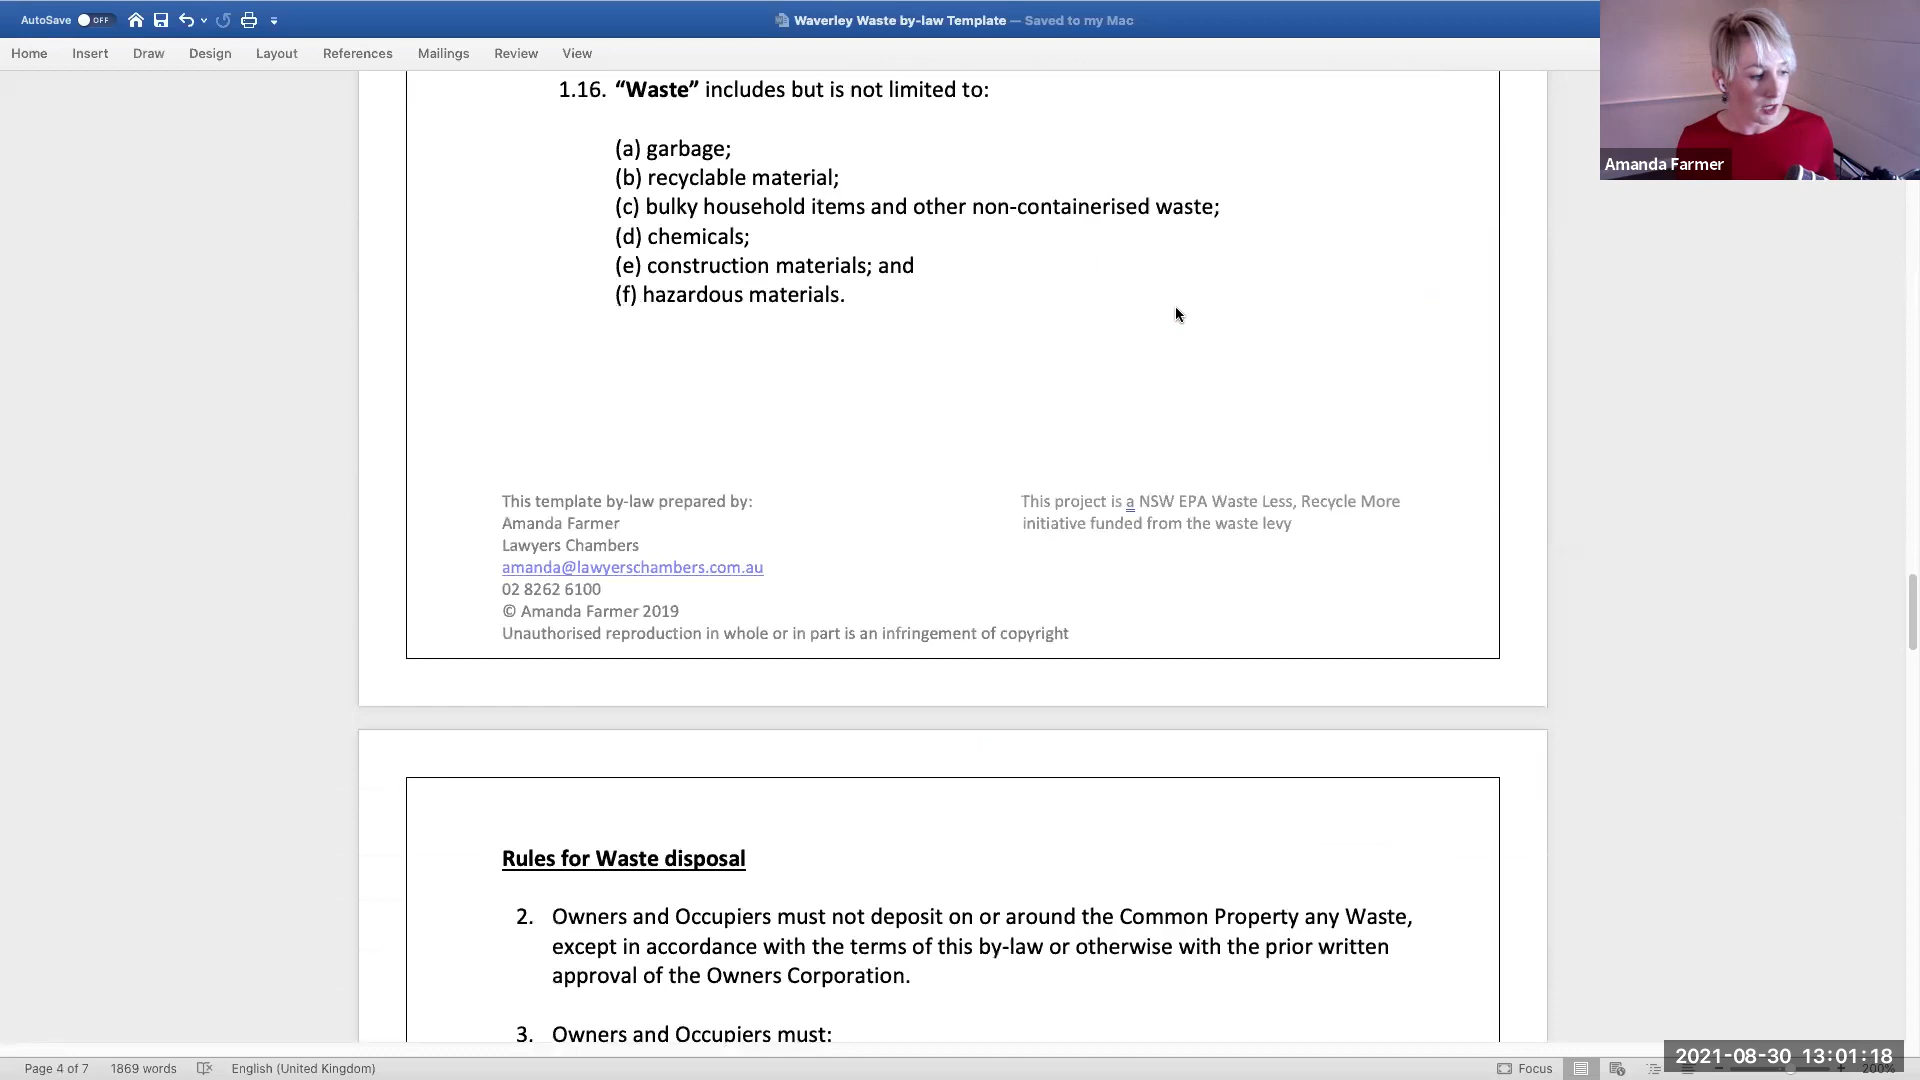 AutoSave OFF
Waverley Waste by-law Template — Saved to my Mac
Home Insert Draw Design Layout References Mailings Review View
Amanda Farmer
1.16. “Waste” includes but is not limited to:
(a) garbage;
(b) recyclable material;
(c) bulky household items and other non-containerised waste;
(d) chemicals;
(e) construction materials; and
(f) hazardous materials.
This template by-law prepared by:
Amanda Farmer
Lawyers Chambers
amanda@lawyerschambers.com.au
02 8262 6100
© Amanda Farmer 2019
Unauthorised reproduction in whole or in part is an infringement of copyright
This project is a NSW EPA Waste Less, Recycle More
initiative funded from the waste levy
Rules for Waste disposal
2. Owners and Occupiers must not deposit on or around the Common Property any Waste,
except in accordance with the terms of this by-law or otherwise with the prior written
approval of the Owners Corporation.
3. Owners and Occupiers must:
Page 4 of 7 1869 words English (United Kingdom)
Focus
2021-08-30 13:01:18
200%